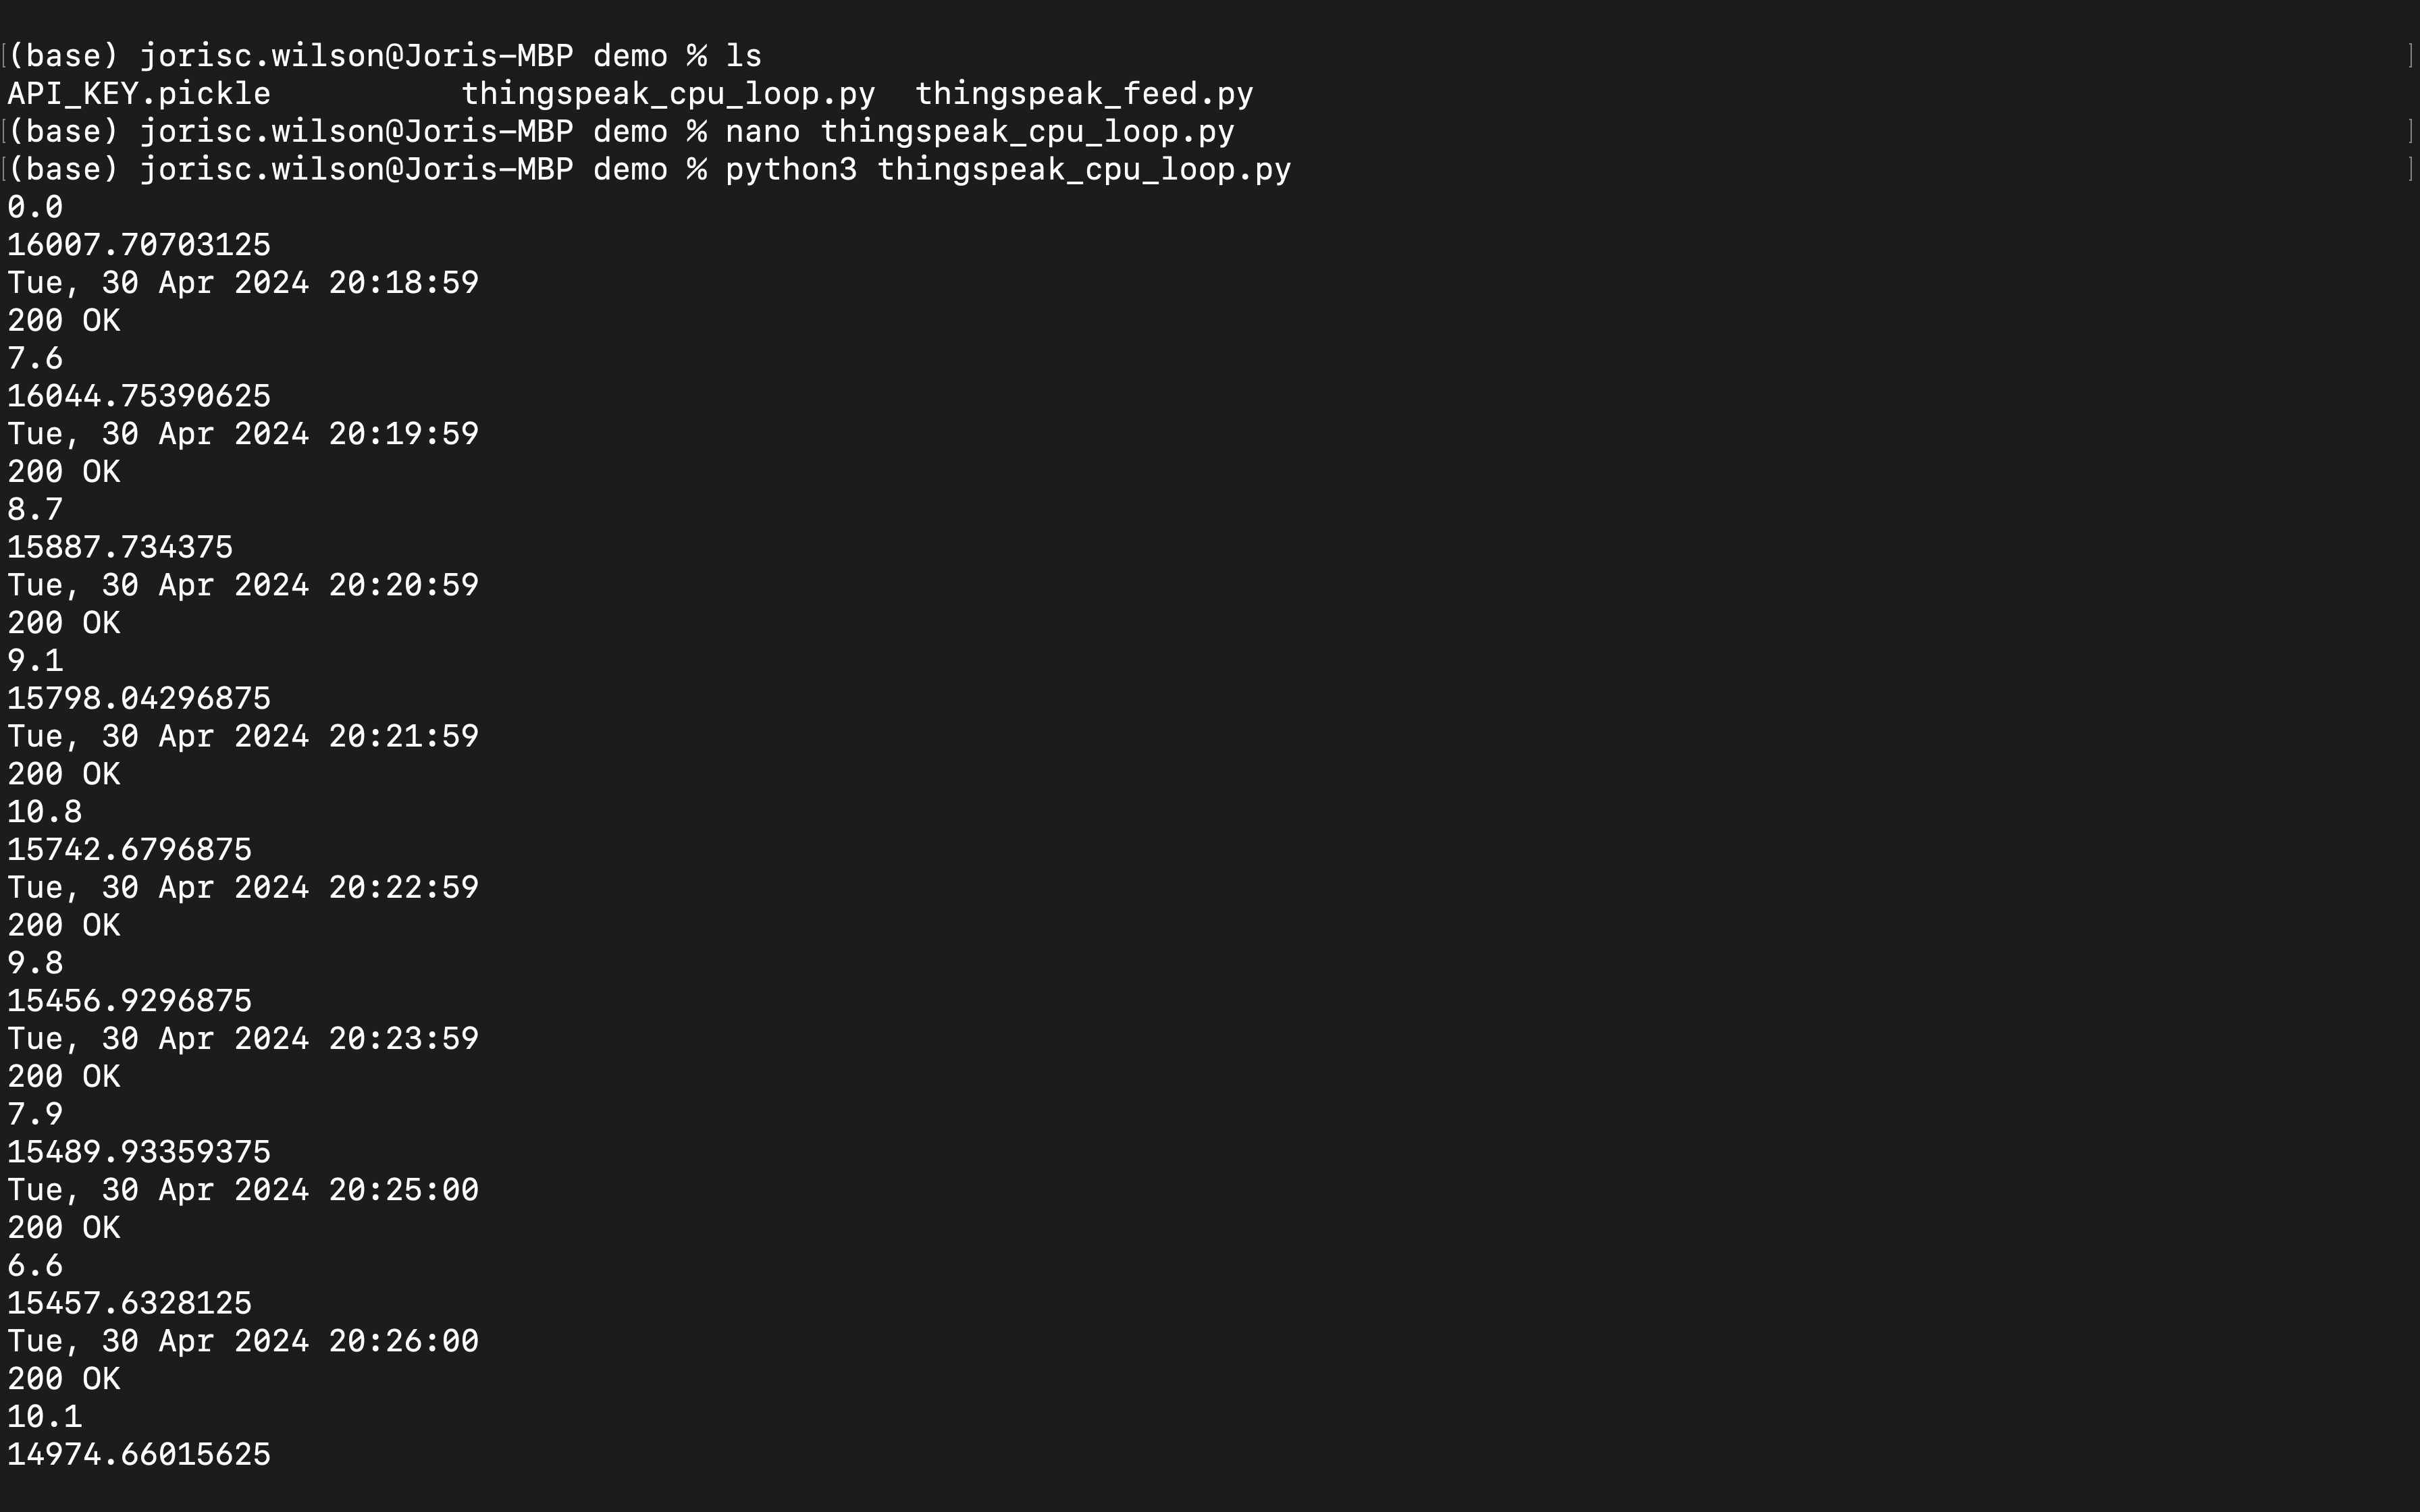 (base) jorisc.wilson@Joris-MBP demo % ls
API_KEY.pickle          thingspeak_cpu_loop.py  thingspeak_feed.py
(base) jorisc.wilson@Joris-MBP demo % nano thingspeak_cpu_loop.py
(base) jorisc.wilson@Joris-MBP demo % python3 thingspeak_cpu_loop.py
0.0
16007.70703125
Tue, 30 Apr 2024 20:18:59
200 OK
7.6
16044.75390625
Tue, 30 Apr 2024 20:19:59
200 OK
8.7
15887.734375
Tue, 30 Apr 2024 20:20:59
200 OK
9.1
15798.04296875
Tue, 30 Apr 2024 20:21:59
200 OK
10.8
15742.6796875
Tue, 30 Apr 2024 20:22:59
200 OK
9.8
15456.9296875
Tue, 30 Apr 2024 20:23:59
200 OK
7.9
15489.93359375
Tue, 30 Apr 2024 20:25:00
200 OK
6.6
15457.6328125
Tue, 30 Apr 2024 20:26:00
200 OK
10.1
14974.66015625